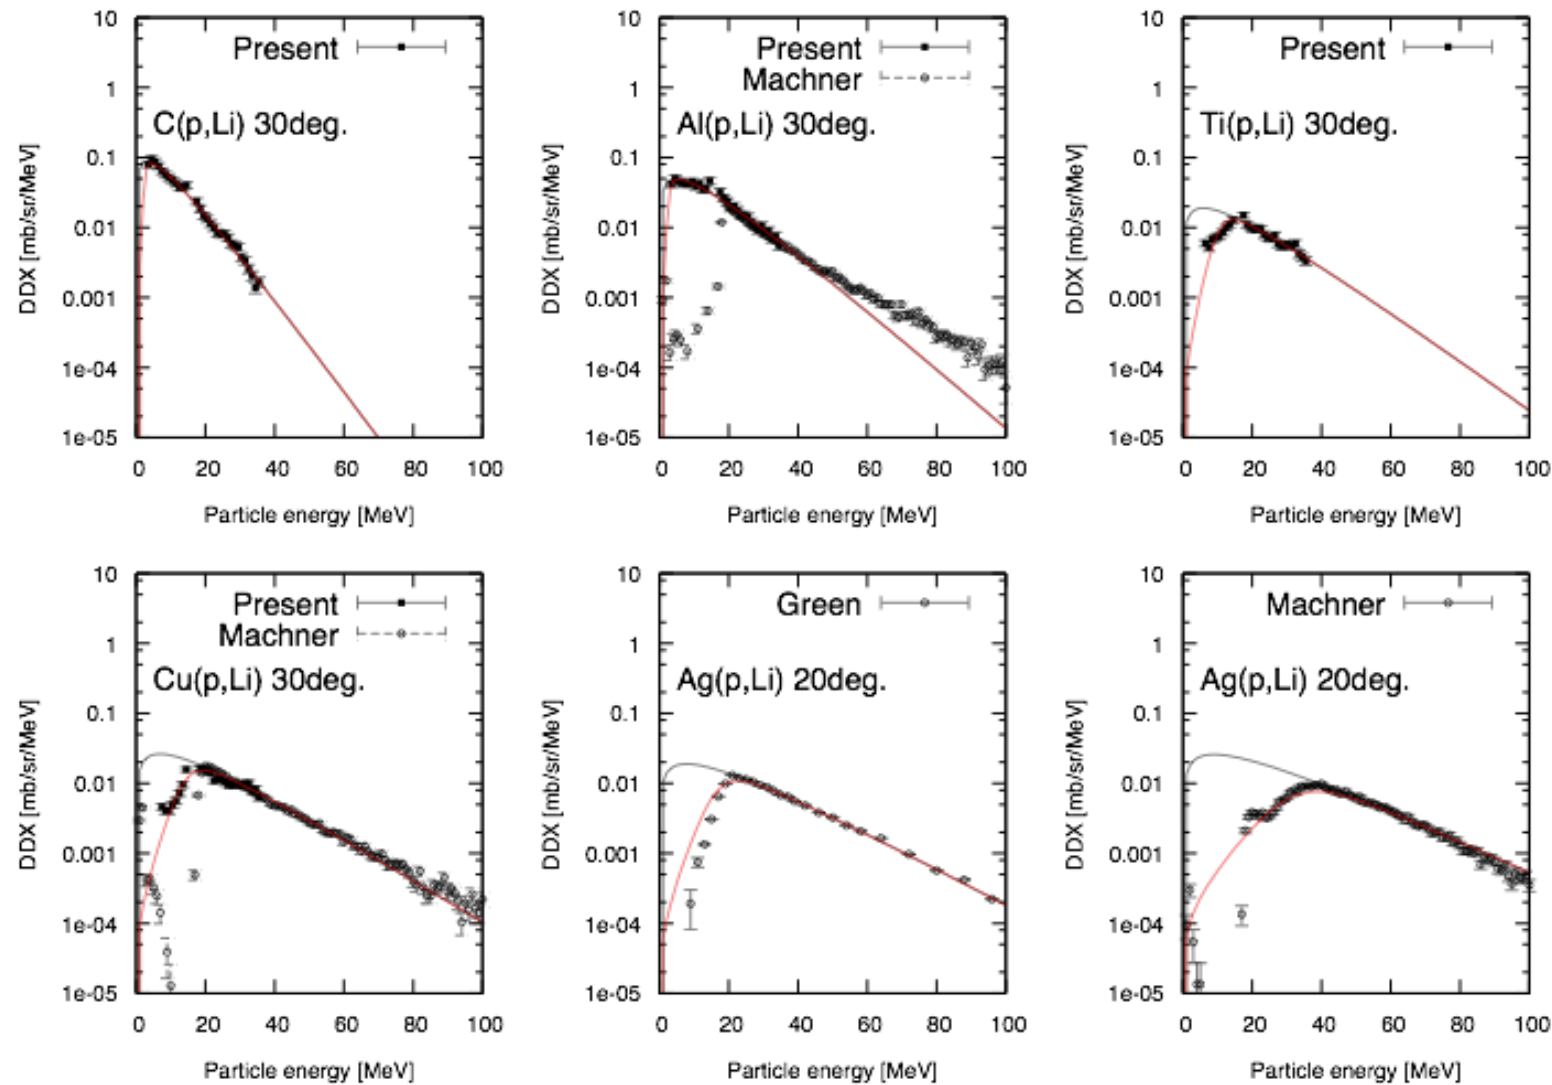 10
1
0.1
0.01
0.001
1e-04
1e-05
DDX [mb/sr/MeV]
Present
C(p,Li) 30deg.
0 20 40 60 80 100
Particle energy [MeV]
10
1
0.1
0.01
0.001
1e-04
1e-05
DDX [mb/sr/MeV]
Present
Machner
Al(p,Li) 30deg.
0 20 40 60 80 100
Particle energy [MeV]
10
1
0.1
0.01
0.001
1e-04
1e-05
DDX [mb/sr/MeV]
Present
Ti(p,Li) 30deg.
0 20 40 60 80 100
Particle energy [MeV]
10
1
0.1
0.01
0.001
1e-04
1e-05
DDX [mb/sr/MeV]
Present
Machner
Cu(p,Li) 30deg.
0 20 40 60 80 100
Particle energy [MeV]
10
1
0.1
0.01
0.001
1e-04
1e-05
DDX [mb/sr/MeV]
Green
Ag(p,Li) 20deg.
0 20 40 60 80 100
Particle energy [MeV]
10
1
0.1
0.01
0.001
1e-04
1e-05
DDX [mb/sr/MeV]
Machner
Ag(p,Li) 20deg.
0 20 40 60 80 100
Particle energy [MeV]